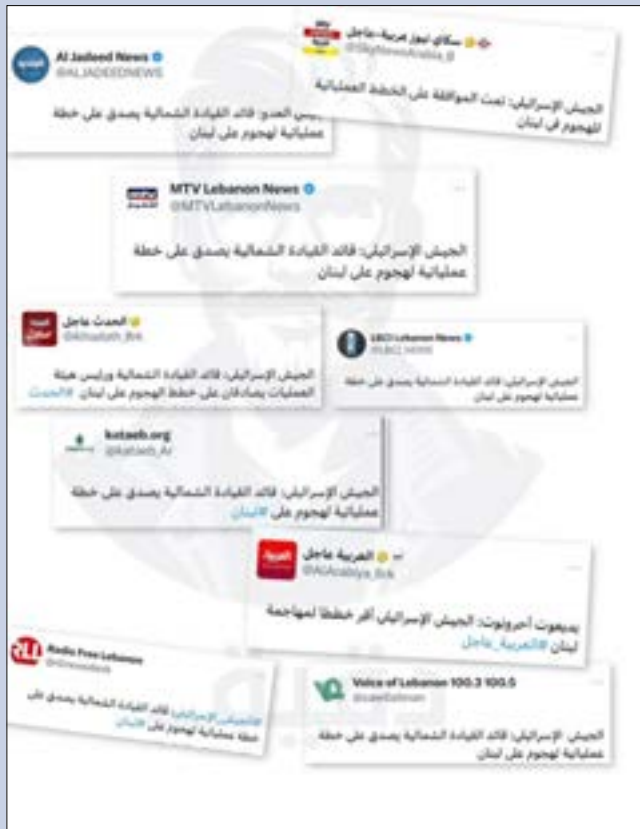 Al Jadeed News
@ALJADEEDNEWS
جيش العدو: قائد القيادة الشمالية يصدق على خطة
عملياتية لهجوم على لبنان
سكاي نيوز عربية-عاجل
@SkyNewsArabia_B
الجيش الإسرائيلي: تمت الموافقة على الخطط العملياتية
للهجوم في لبنان
MTV Lebanon News
@MTVLebanonNews
الجيش الإسرائيلي: قائد القيادة الشمالية يصدق على خطة
عملياتية لهجوم على لبنان
الحدث عاجل
@Alhadath_Brk
الجيش الإسرائيلي: قائد القيادة الشمالية ورئيس هيئة
العمليات يصادقان على خطط الهجوم على لبنان #الحدث
LBCI Lebanon News
@LBCI_NEWS
الجيش الإسرائيلي: قائد القيادة الشمالية يصدق على خطة
عملياتية لهجوم على لبنان
kataeb.org
@kataeb_Ar
الجيش الإسرائيلي: قائد القيادة الشمالية يصدق على خطة
عملياتية لهجوم على #لبنان
العربية عاجل
@AlArabiya_Brk
يديعوت أحرونوت: الجيش الإسرائيلي أقر خططا لمهاجمة
لبنان #العربية_عاجل
RLL
Radio Free Lebanon
#الجيش_الإسرائيلي: قائد القيادة الشمالية يصدق على
خطة عملياتية لهجوم على #لبنان
Voice of Lebanon 100.3 100.5
الجيش الإسرائيلي: قائد القيادة الشمالية يصدق على خطة
عملياتية لهجوم على لبنان